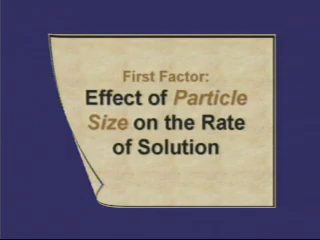 First Factor:
Effect of Particle
Size on the Rate
of Solution